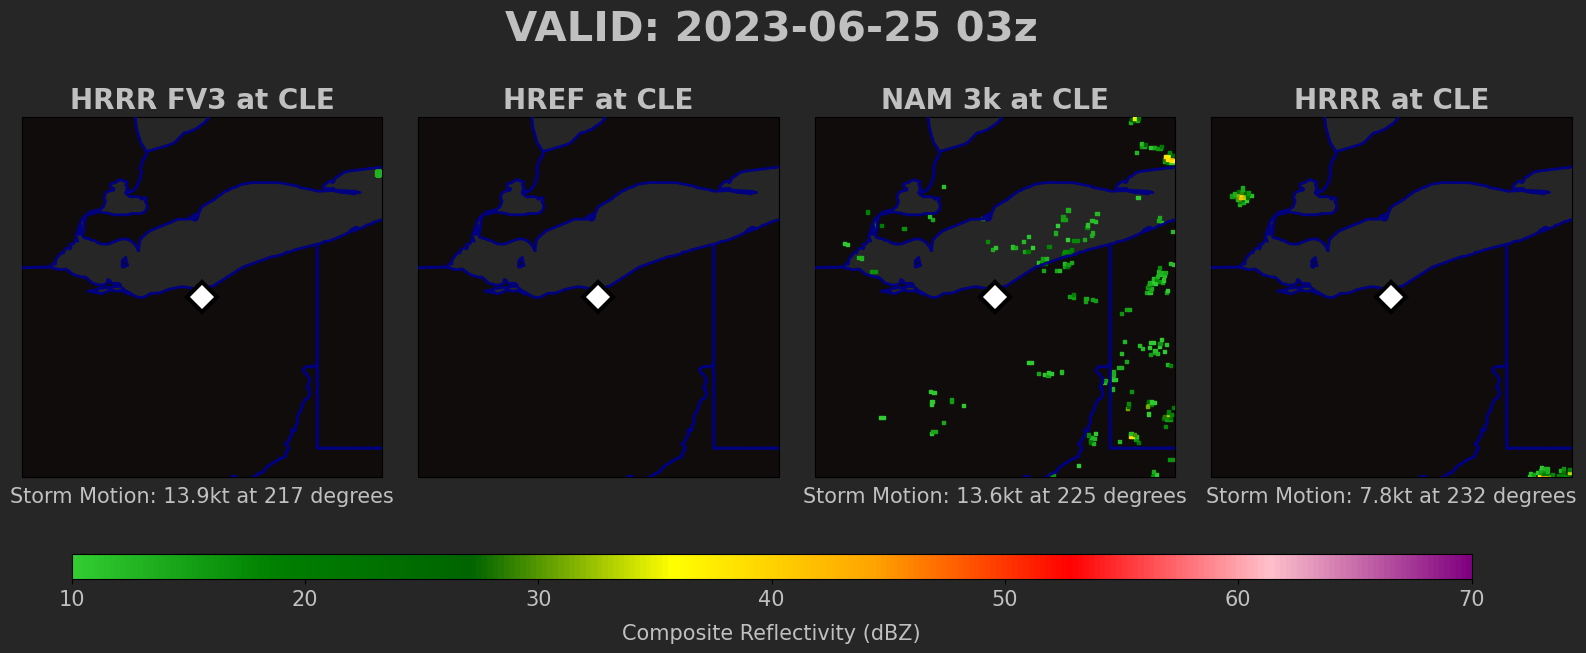 VALID: 2023-06-25 03z
HRRR FV3 at CLE
HREF at CLE
NAM 3k at CLE
HRRR at CLE
Storm Motion: 13.9kt at 217 degrees
Storm Motion: 13.6kt at 225 degrees
Storm Motion: 7.8kt at 232 degrees
10 20 30 40 50 60 70
Composite Reflectivity (dBZ)